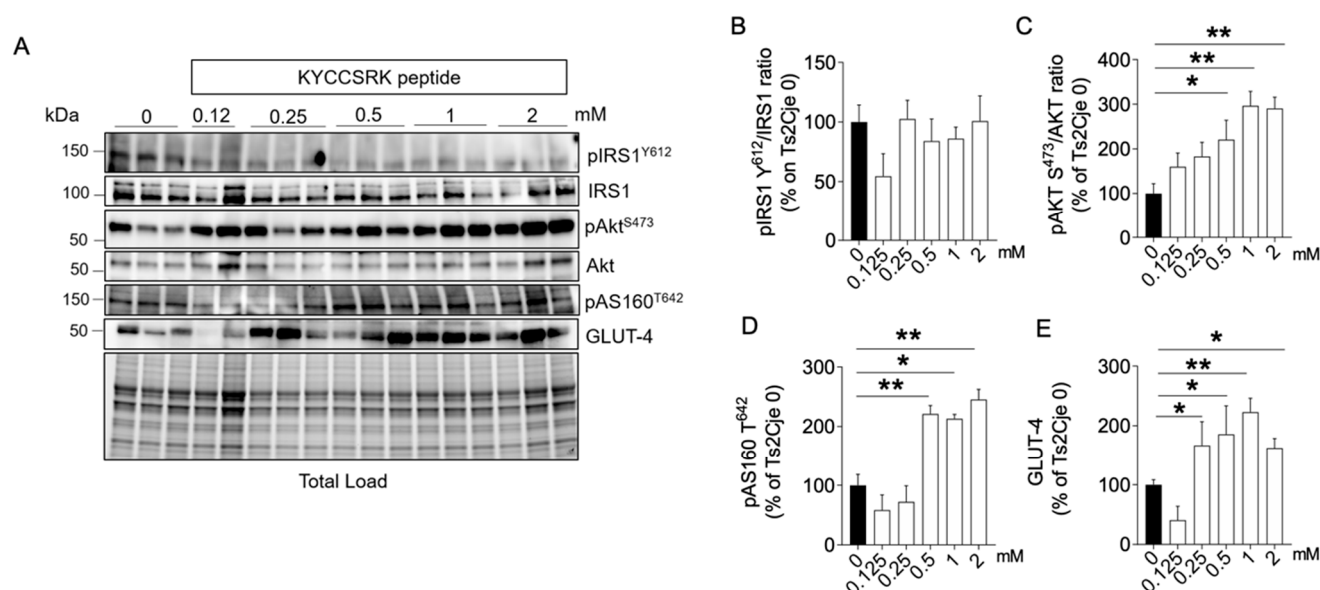 A
KYCCSRK peptide
kDa 0 0.12 0.25 0.5 1 2 mM
150 pIRS1Y612
100 IRS1
50 pAktS473
50 Akt
150 pAS160T642
50 GLUT-4
Total Load
B
pIRS1 Y612/IRS1 ratio
(% on Ts2Cje 0)
150
100
50
0
0 0.125 0.25 0.5 1 2 mM
C
pAKT S473/AKT ratio
(% of Ts2Cje 0)
400
300
200
100
0
**
**
*
0 0.125 0.25 0.5 1 2 mM
D
pAS160 T642
(% of Ts2Cje 0)
300
200
100
0
**
*
**
0 0.125 0.25 0.5 1 2 mM
E
GLUT-4
(% of Ts2Cje 0)
300
200
100
0
*
**
*
*
0 0.125 0.25 0.5 1 2 mM